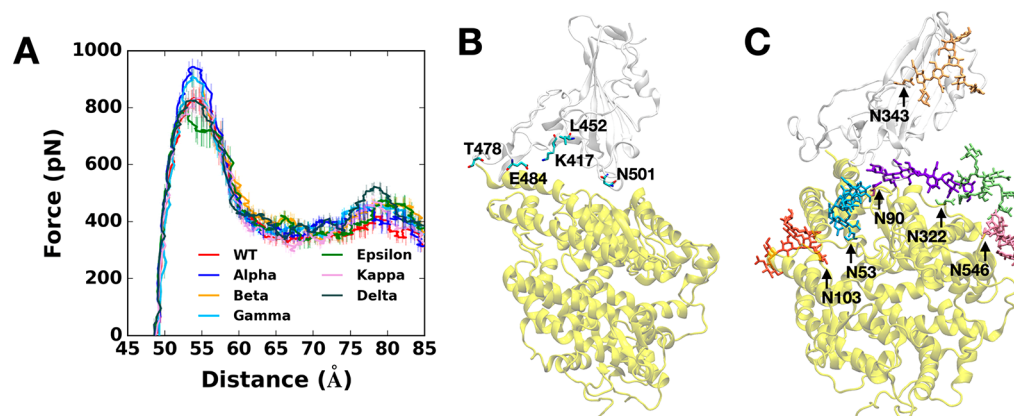 A
B
C
1000
800
600
400
200
0
Force (pN)
WT
Alpha
Beta
Gamma
Epsilon
Kappa
Delta
45 50 55 60 65 70 75 80 85
Distance (Å)
L452
T478
K417
E484
N501
N343
N90
N322
N546
N53
N103